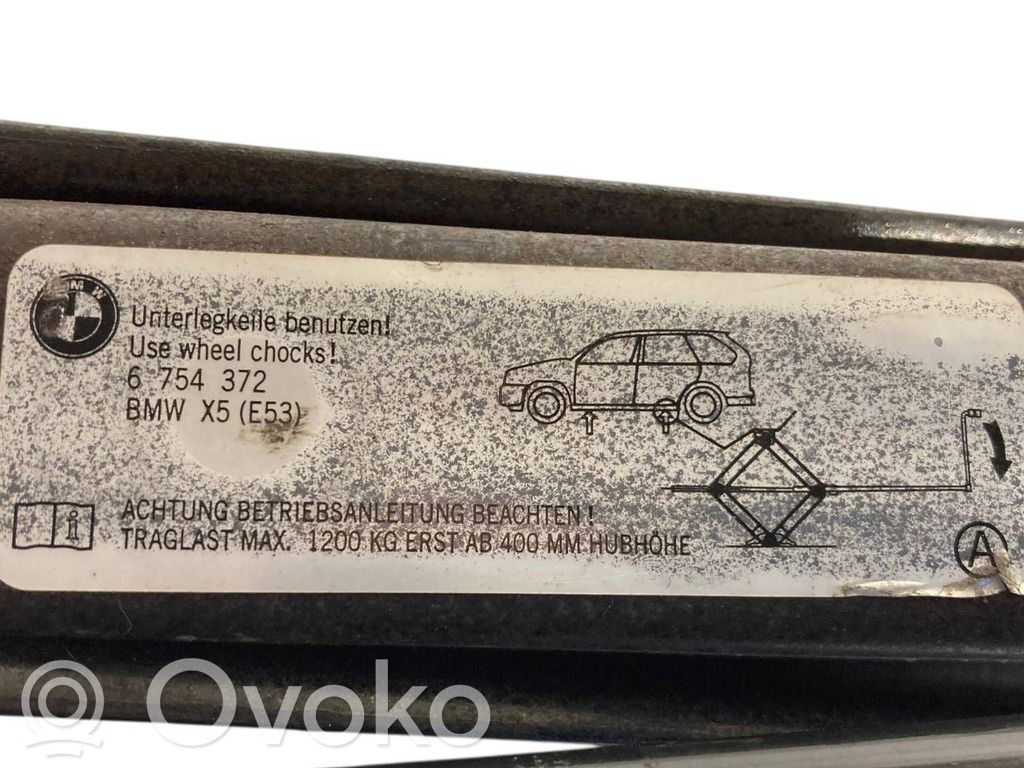 BMW
Unterlegkeile benutzen!
Use wheel chocks!
6 754 372
BMW X5 (E53)
i
ACHTUNG BETRIEBSANLEITUNG BEACHTEN!
TRAGLAST MAX. 1200 KG ERST AB 400 MM HUBHÖHE
A
Ovoko